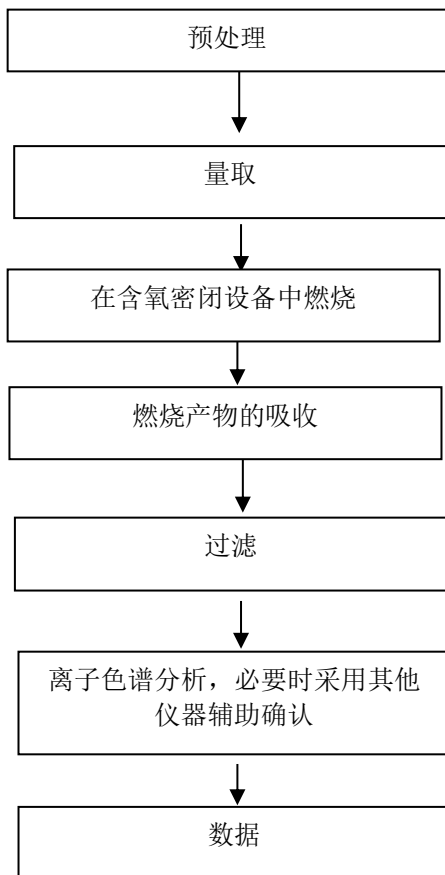 预处理
量取
在含氧密闭设备中燃烧
燃烧产物的吸收
过滤
离子色谱分析，必要时采用其他
仪器辅助确认
数据